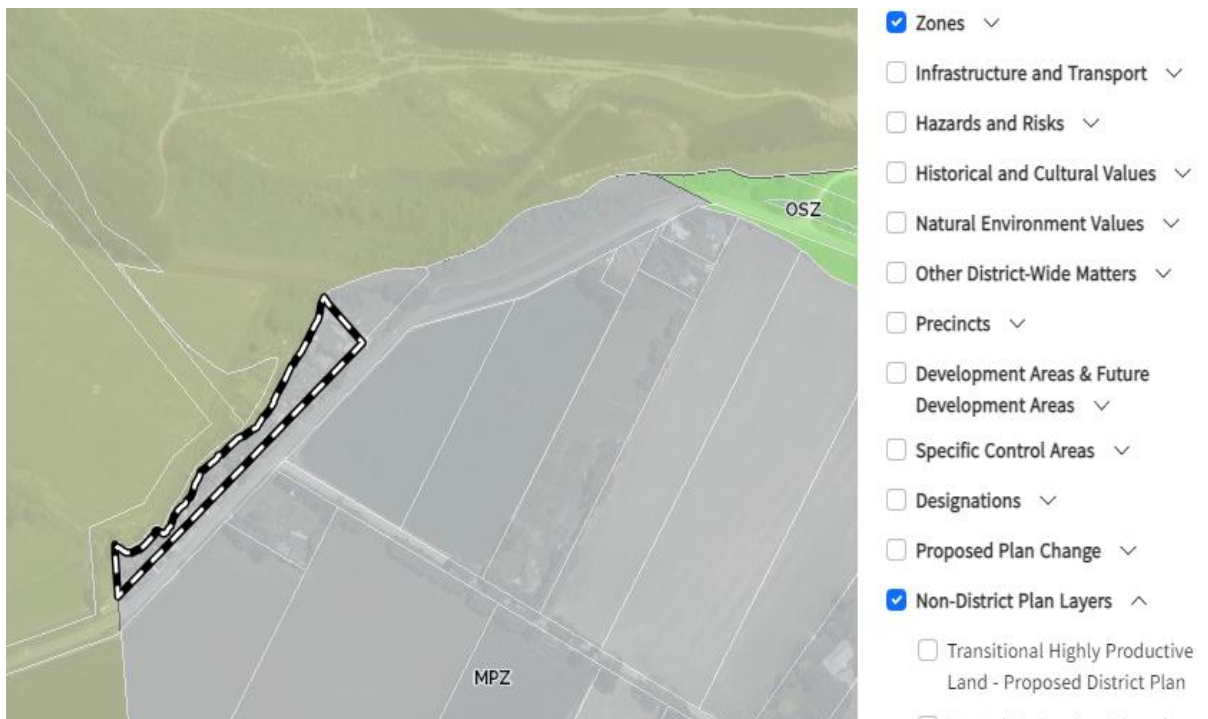 OSZ
MPZ
Zones
Infrastructure and Transport
Hazards and Risks
Historical and Cultural Values
Natural Environment Values
Other District-Wide Matters
Precincts
Development Areas & Future
Development Areas
Specific Control Areas
Designations
Proposed Plan Change
Non-District Plan Layers
Transitional Highly Productive
Land - Proposed District Plan